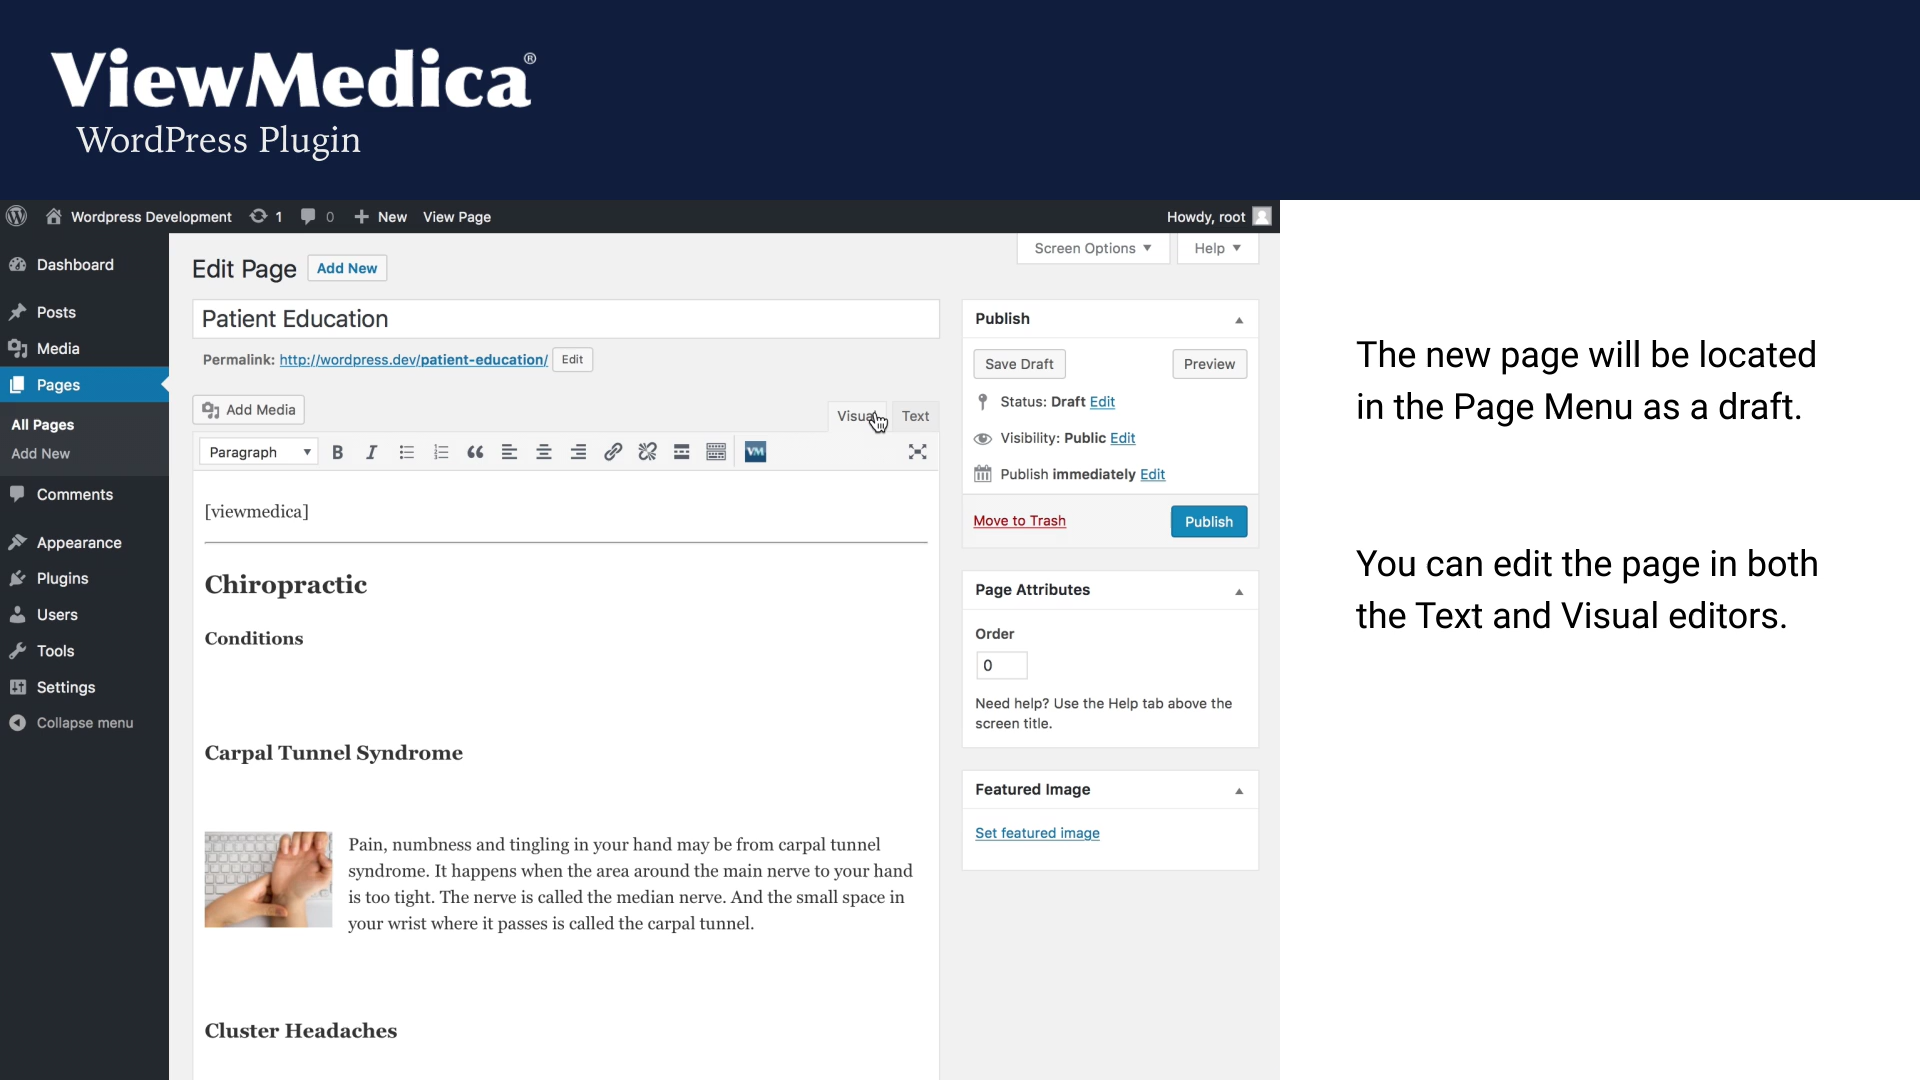 ViewMedica®
WordPress Plugin
Wordpress Development 1 0 New View Page
Howdy, root
Screen Options Help
Dashboard
Posts
Media
Pages
All Pages
Add New
Comments
Appearance
Plugins
Users
Tools
Settings
Collapse menu
Edit Page Add New
Patient Education
Permalink: http://wordpress.dev/patient-education/ Edit
Add Media
Visual Text
Paragraph B I VM
[viewmedica]
Chiropractic
Conditions
Carpal Tunnel Syndrome
Pain, numbness and tingling in your hand may be from carpal tunnel
syndrome. It happens when the area around the main nerve to your hand
is too tight. The nerve is called the median nerve. And the small space in
your wrist where it passes is called the carpal tunnel.
Cluster Headaches
Publish
Save Draft Preview
Status: Draft Edit
Visibility: Public Edit
Publish immediately Edit
Move to Trash Publish
Page Attributes
Order
0
Need help? Use the Help tab above the
screen title.
Featured Image
Set featured image
The new page will be located
in the Page Menu as a draft.
You can edit the page in both
the Text and Visual editors.